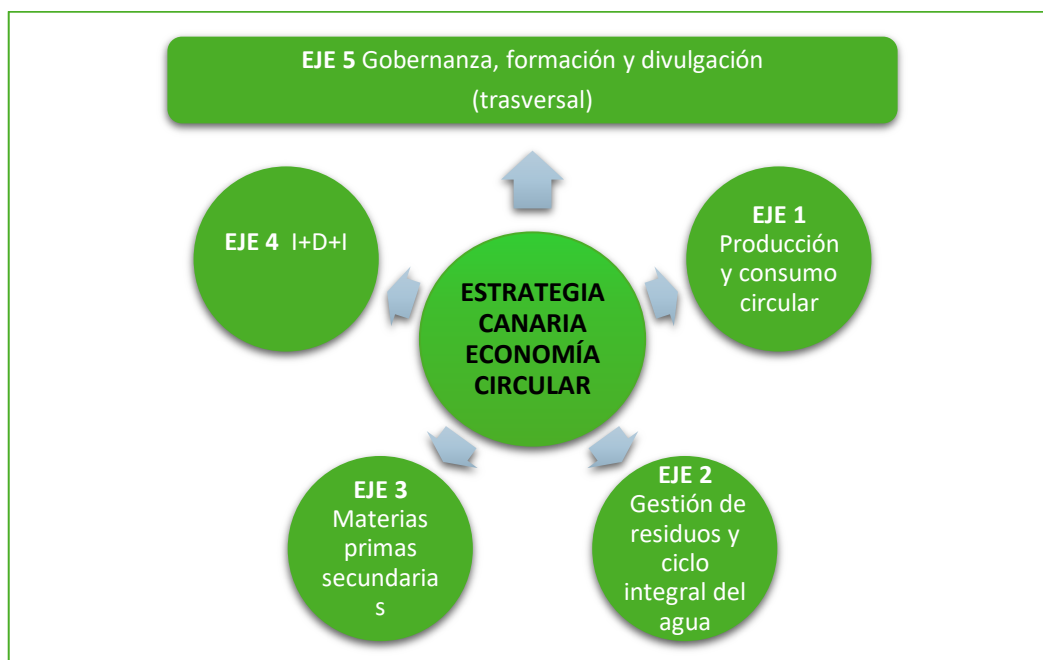 EJE 5 Gobernanza, formación y divulgación
(trasversal)
EJE 4 I+D+I
EJE 1
Producción
y consumo
circular
ESTRATEGIA
CANARIA
ECONOMÍA
CIRCULAR
EJE 3
Materias
primas
secundaria
s
EJE 2
Gestión de
residuos y
ciclo
integral del
agua